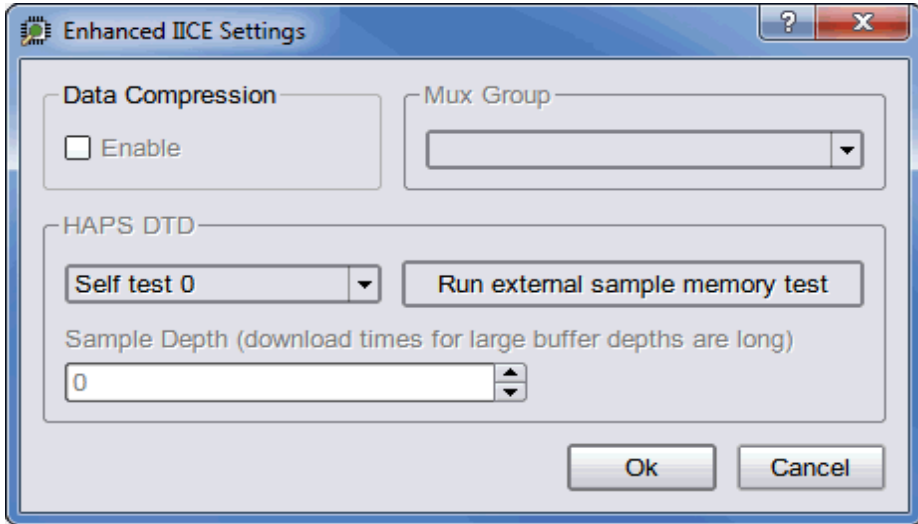 Enhanced IICE Settings
Data Compression
Mux Group
Enable
HAPS DTD
Self test 0
Run external sample memory test
Sample Depth (download times for large buffer depths are long)
0
Ok
Cancel